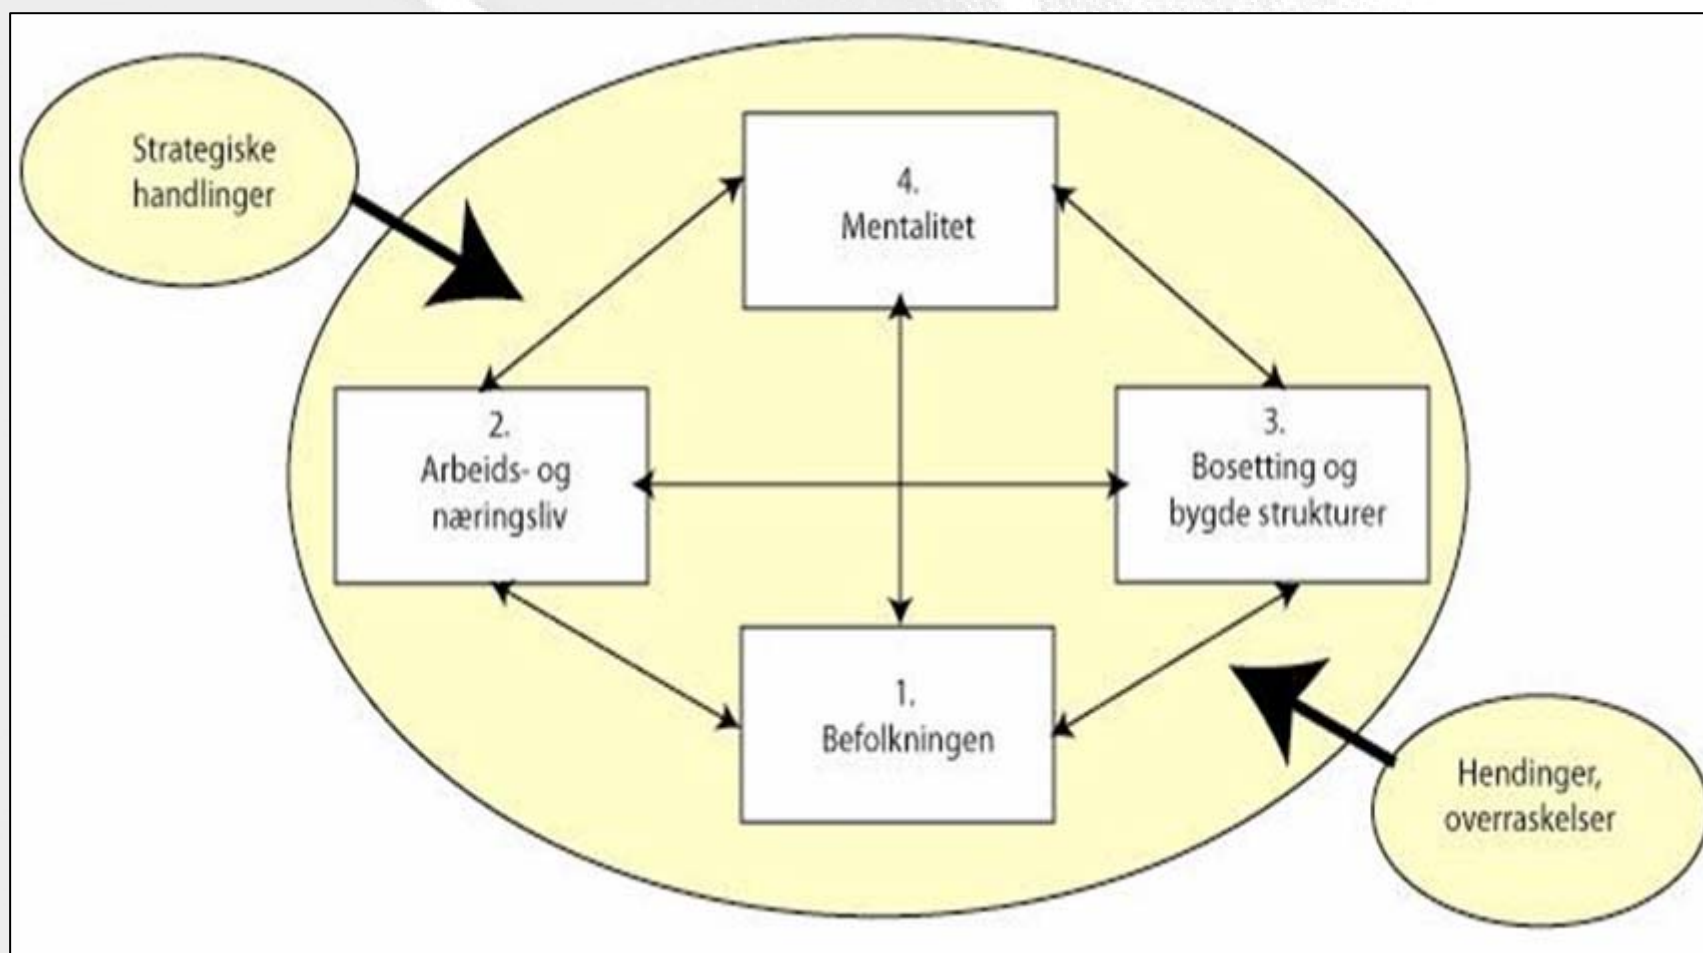 Strategiske
handlinger
4.
Mentalitet
2.
Arbeids- og
næringsliv
3.
Bosetting og
bygde strukturer
1.
Befolkningen
Hendinger,
overraskelser